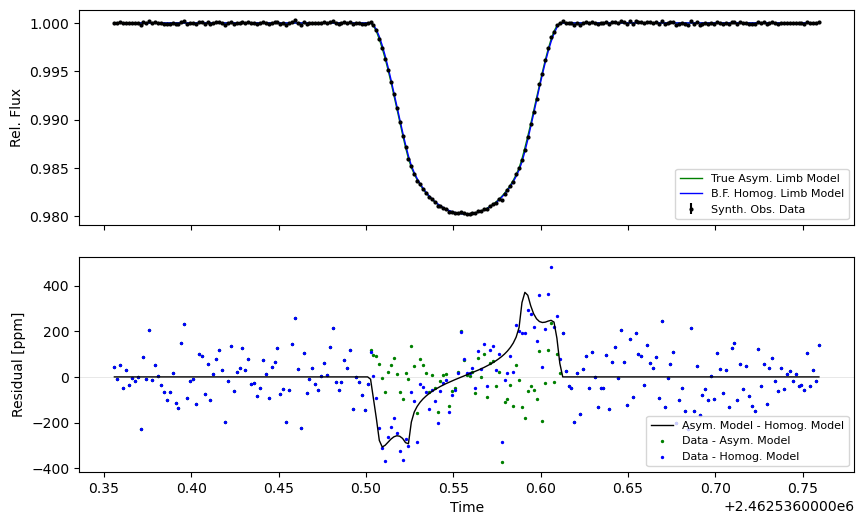 1.000
0.995
0.990
0.985
0.980
Rel. Flux
True Asym. Limb Model
B.F. Homog. Limb Model
Synth. Obs. Data
400
200
0
−200
−400
Residual [ppm]
Asym. Model - Homog. Model
Data - Asym. Model
Data - Homog. Model
0.35 0.40 0.45 0.50 0.55 0.60 0.65 0.70 0.75
Time
+2.4625360000e6